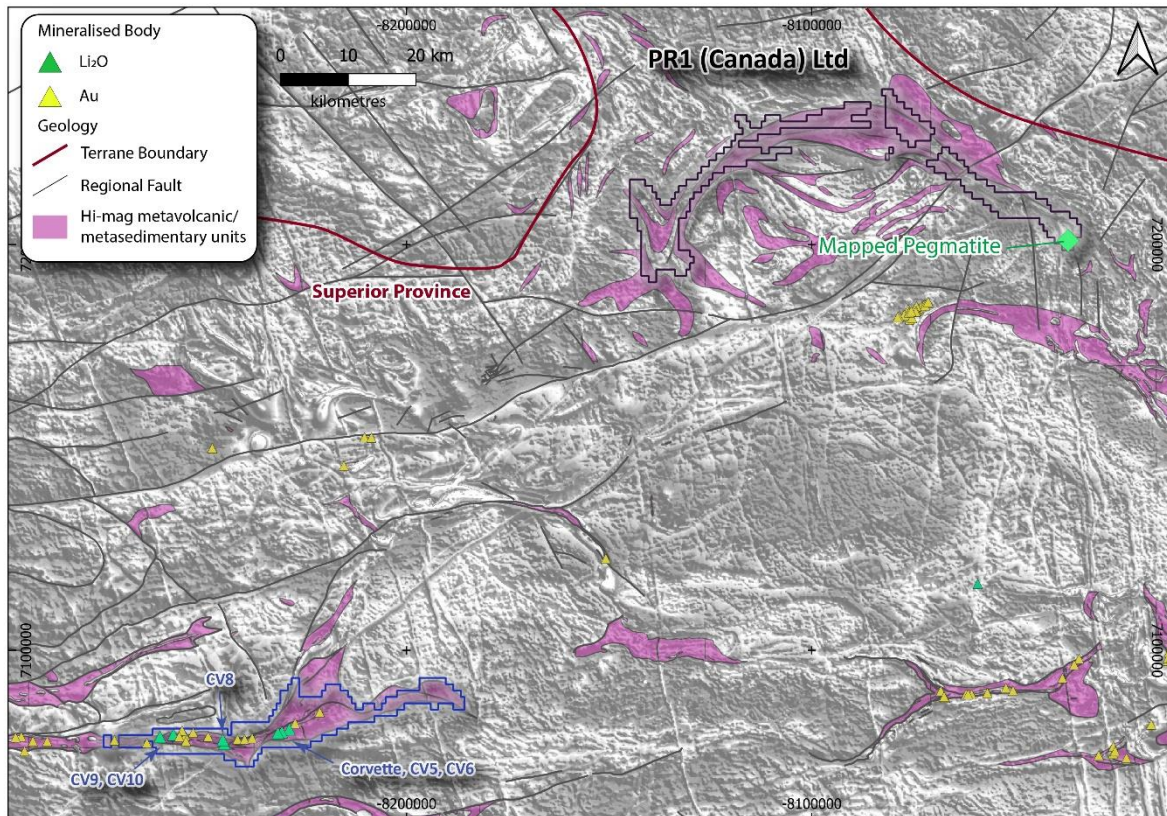 Mineralised Body
Li₂O
Au
Geology
Terrane Boundary
Regional Fault
Hi-mag metavolcanic/
metasedimentary units
-8200000
-8100000
0 10 20 km
kilometres
PR1 (Canada) Ltd
7200000
Mapped Pegmatite
Superior Province
7100000
7100000
CV8
CV9, CV10
Corvette, CV5, CV6
-8200000
-8100000